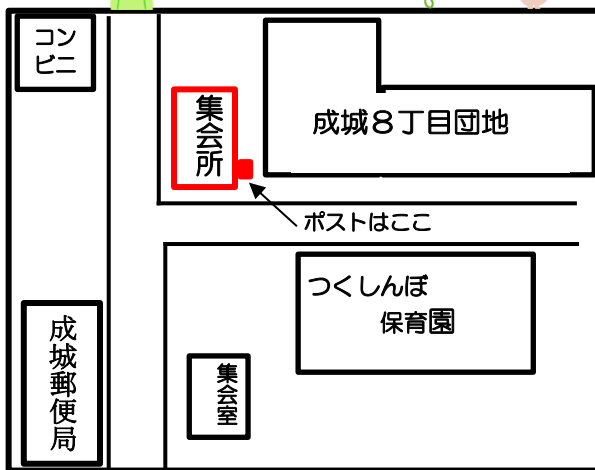 コン
ビニ
集会所
成城８丁目団地
ポストはここ
つくしんぼ
保育園
成城郵便局
集会室